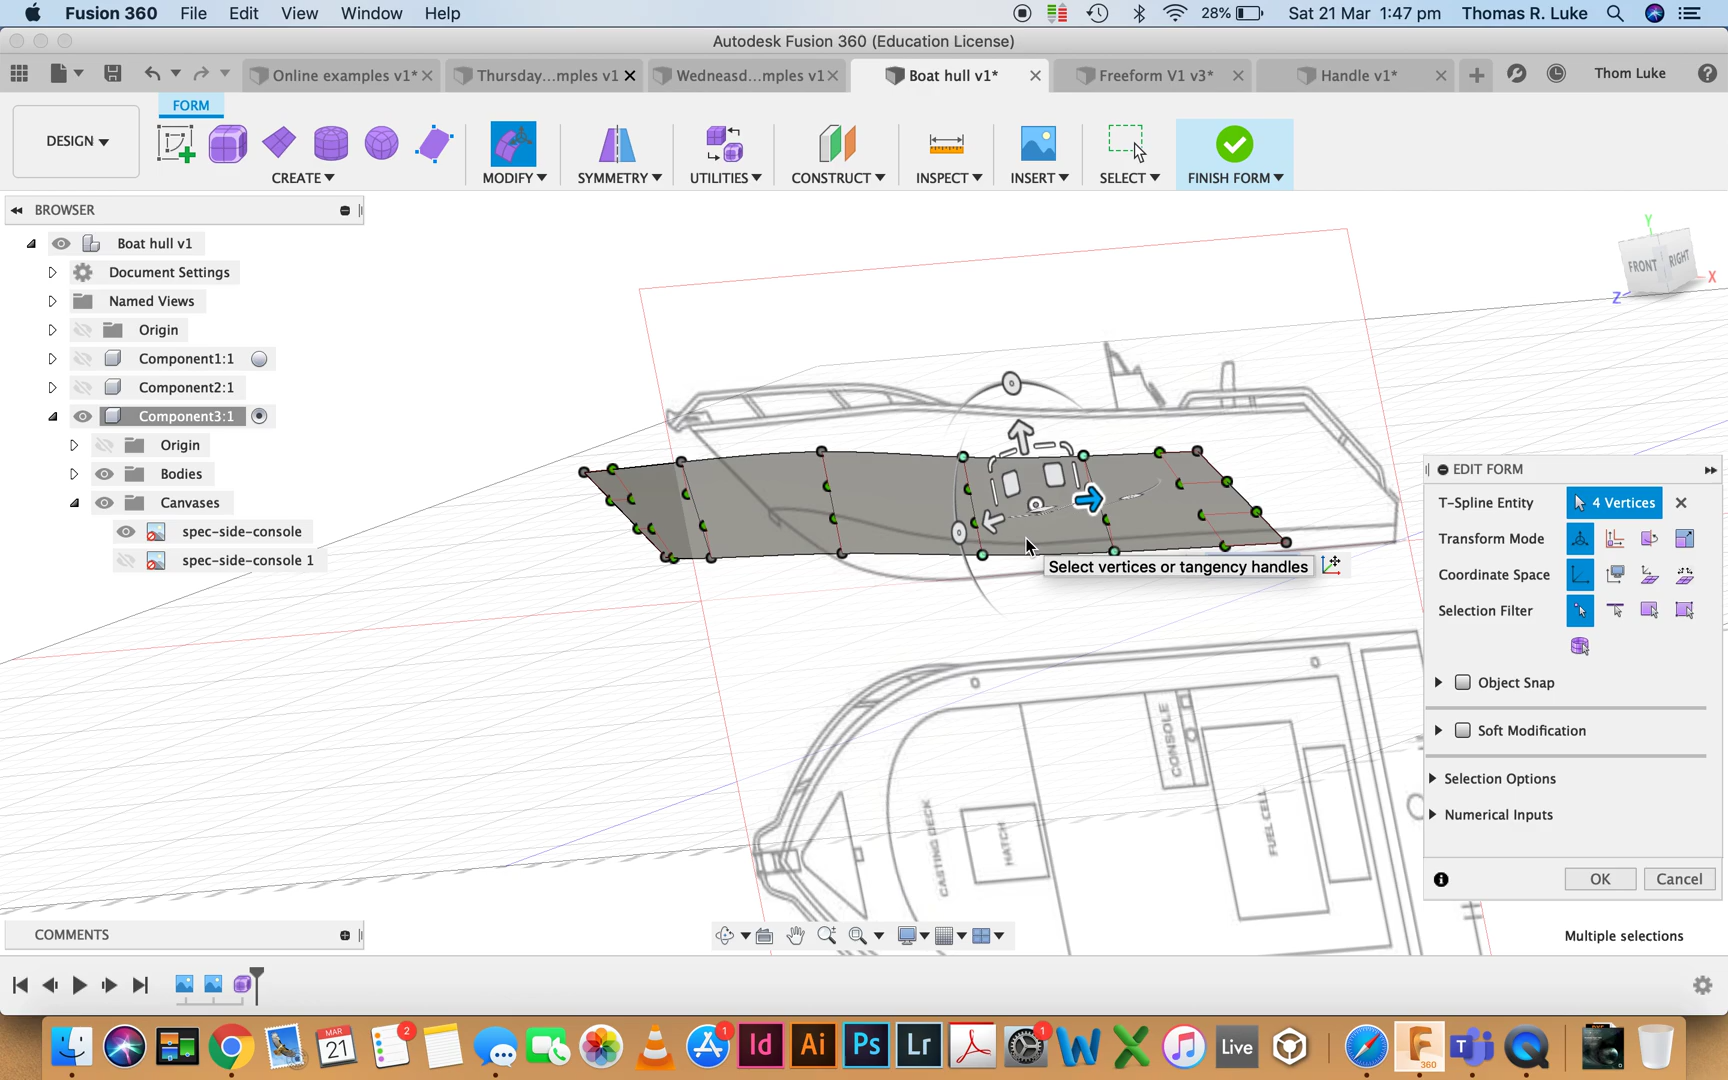 Fusion 360 File Edit View Window Help 28% Sat 21 Mar 1:47 pm Thomas R. Luke
Autodesk Fusion 360 (Education License)
Online examples v1* Thursday...mples v1 Wedneasd...mples v1 Boat hull v1* Freeform V1 v3* Handle v1* Thom Luke
FORM
DESIGN
CREATE MODIFY SYMMETRY UTILITIES CONSTRUCT INSPECT INSERT SELECT FINISH FORM
BROWSER
Boat hull v1
Document Settings
Named Views
Origin
Component1:1
Component2:1
Component3:1
Origin
Bodies
Canvases
spec-side-console
spec-side-console 1
Y
FRONT RIGHT
X
Z
EDIT FORM
T-Spline Entity 4 Vertices
Transform Mode
Coordinate Space
Selection Filter
Object Snap
Soft Modification
Selection Options
Numerical Inputs
OK Cancel
Select vertices or tangency handles
CONSOLE
CASTING DECK
HATCH
FUEL CELL
COMMENTS
Multiple selections
MAR
21
2
1
Id Ai Ps Lr
1
Live
360
T